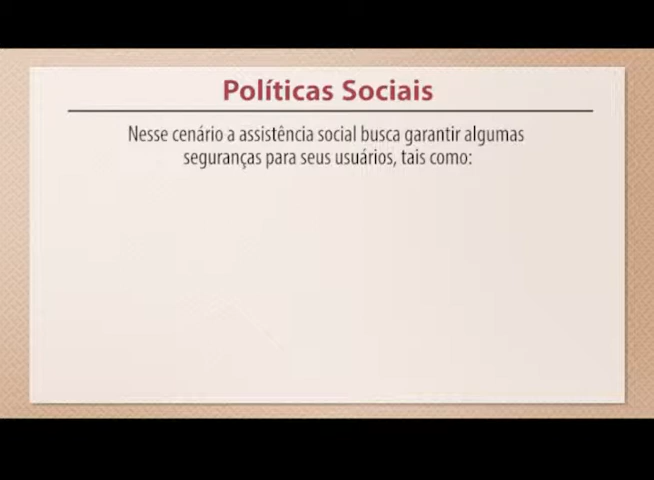 Políticas Sociais
Nesse cenário a assistência social busca garantir algumas
seguranças para seus usuários, tais como: